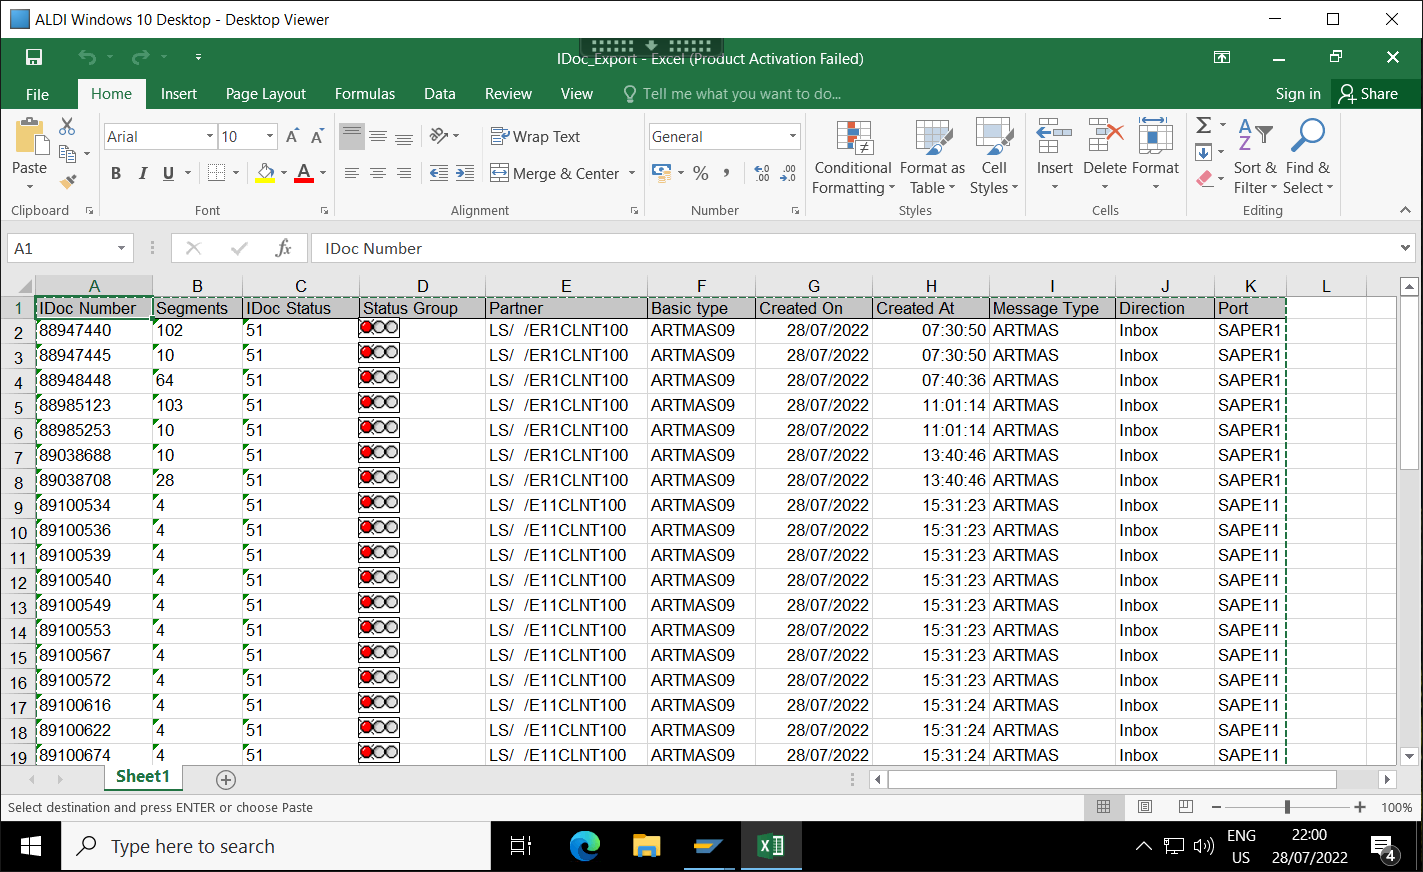 ALDI Windows 10 Desktop - Desktop Viewer
IDoc_Export - Excel (Product Activation Failed)
File Home Insert Page Layout Formulas Data Review View Tell me what you want to do... Sign in Share
Arial 10 Wrap Text General
Paste B I U Merge & Center % , Conditional Formatting Format as Table Cell Styles Insert Delete Format Sort & Filter Find & Select
Clipboard Font Alignment Number Styles Cells Editing
A1 fx IDoc Number
A B C D E F G H I J K L
1 IDoc Number Segments IDoc Status Status Group Partner Basic type Created On Created At Message Type Direction Port
2 88947440 102 51 LS/ /ER1CLNT100 ARTMAS09 28/07/2022 07:30:50 ARTMAS Inbox SAPER1
3 88947445 10 51 LS/ /ER1CLNT100 ARTMAS09 28/07/2022 07:30:50 ARTMAS Inbox SAPER1
4 88948448 64 51 LS/ /ER1CLNT100 ARTMAS09 28/07/2022 07:40:36 ARTMAS Inbox SAPER1
5 88985123 103 51 LS/ /ER1CLNT100 ARTMAS09 28/07/2022 11:01:14 ARTMAS Inbox SAPER1
6 88985253 10 51 LS/ /ER1CLNT100 ARTMAS09 28/07/2022 11:01:14 ARTMAS Inbox SAPER1
7 89038688 10 51 LS/ /ER1CLNT100 ARTMAS09 28/07/2022 13:40:46 ARTMAS Inbox SAPER1
8 89038708 28 51 LS/ /ER1CLNT100 ARTMAS09 28/07/2022 13:40:46 ARTMAS Inbox SAPER1
9 89100534 4 51 LS/ /E11CLNT100 ARTMAS09 28/07/2022 15:31:23 ARTMAS Inbox SAPE11
10 89100536 4 51 LS/ /E11CLNT100 ARTMAS09 28/07/2022 15:31:23 ARTMAS Inbox SAPE11
11 89100539 4 51 LS/ /E11CLNT100 ARTMAS09 28/07/2022 15:31:23 ARTMAS Inbox SAPE11
12 89100540 4 51 LS/ /E11CLNT100 ARTMAS09 28/07/2022 15:31:23 ARTMAS Inbox SAPE11
13 89100549 4 51 LS/ /E11CLNT100 ARTMAS09 28/07/2022 15:31:23 ARTMAS Inbox SAPE11
14 89100553 4 51 LS/ /E11CLNT100 ARTMAS09 28/07/2022 15:31:23 ARTMAS Inbox SAPE11
15 89100567 4 51 LS/ /E11CLNT100 ARTMAS09 28/07/2022 15:31:23 ARTMAS Inbox SAPE11
16 89100572 4 51 LS/ /E11CLNT100 ARTMAS09 28/07/2022 15:31:23 ARTMAS Inbox SAPE11
17 89100616 4 51 LS/ /E11CLNT100 ARTMAS09 28/07/2022 15:31:24 ARTMAS Inbox SAPE11
18 89100622 4 51 LS/ /E11CLNT100 ARTMAS09 28/07/2022 15:31:24 ARTMAS Inbox SAPE11
19 89100674 4 51 LS/ /E11CLNT100 ARTMAS09 28/07/2022 15:31:24 ARTMAS Inbox SAPE11
Sheet1
Select destination and press ENTER or choose Paste 100%
Type here to search ENG US 22:00 28/07/2022 4